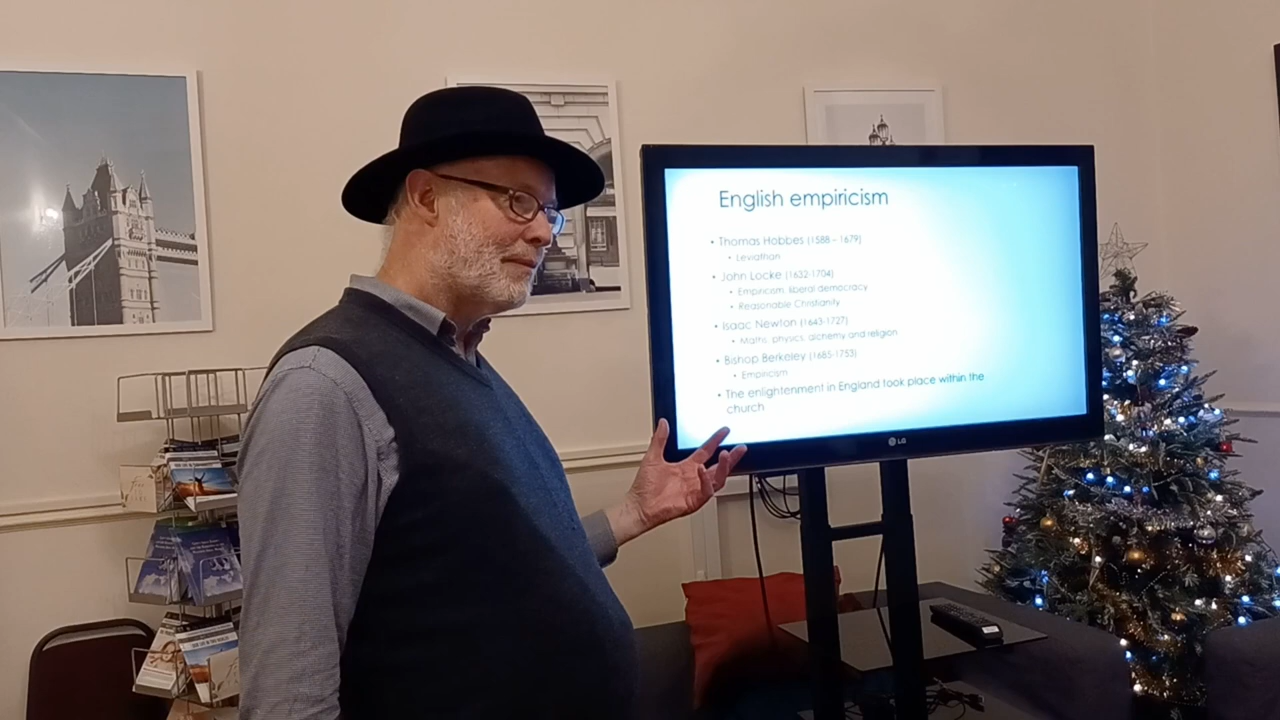 English empiricism
• Thomas Hobbes (1588 – 1679)
• Leviathan
• John Locke (1632-1704)
• Empiricism, liberal democracy
• Reasonable Christianity
• Isaac Newton (1643-1727)
• Maths, physics, alchemy and religion
• Bishop Berkeley (1685-1753)
• Empiricism
• The enlightenment in England took place within the
church
LG